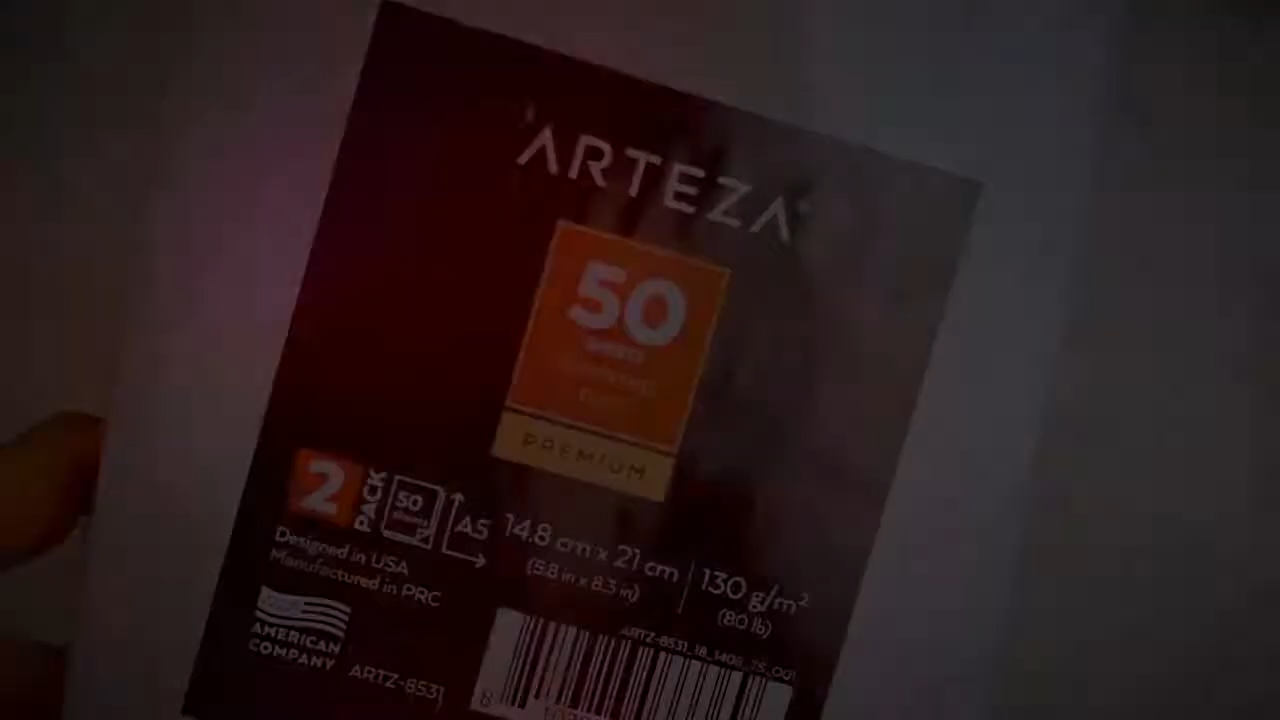 ARTEZA
50
PREMIUM
2 PACK
50
A5
14.8 cm x 21 cm
(5.8 in x 8.3 in)
130 g/m²
(80 lb)
Designed in USA
Manufactured in PRC
AMERICAN
COMPANY
ARTZ-8531
8